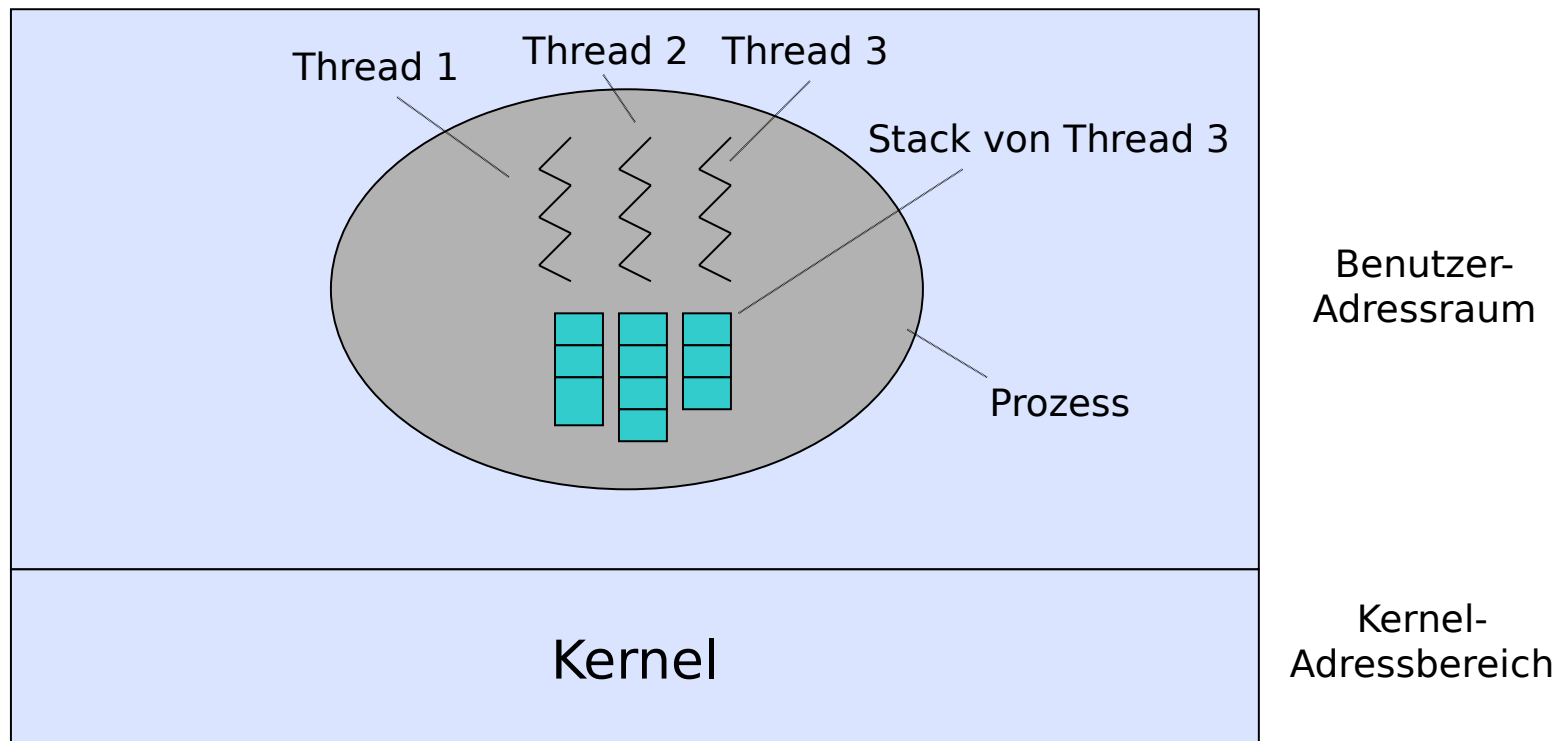 Thread 1
Thread 2
Thread 3
Stack von Thread 3
Benutzer-
Adressraum
Prozess
Kernel
Kernel-
Adressbereich